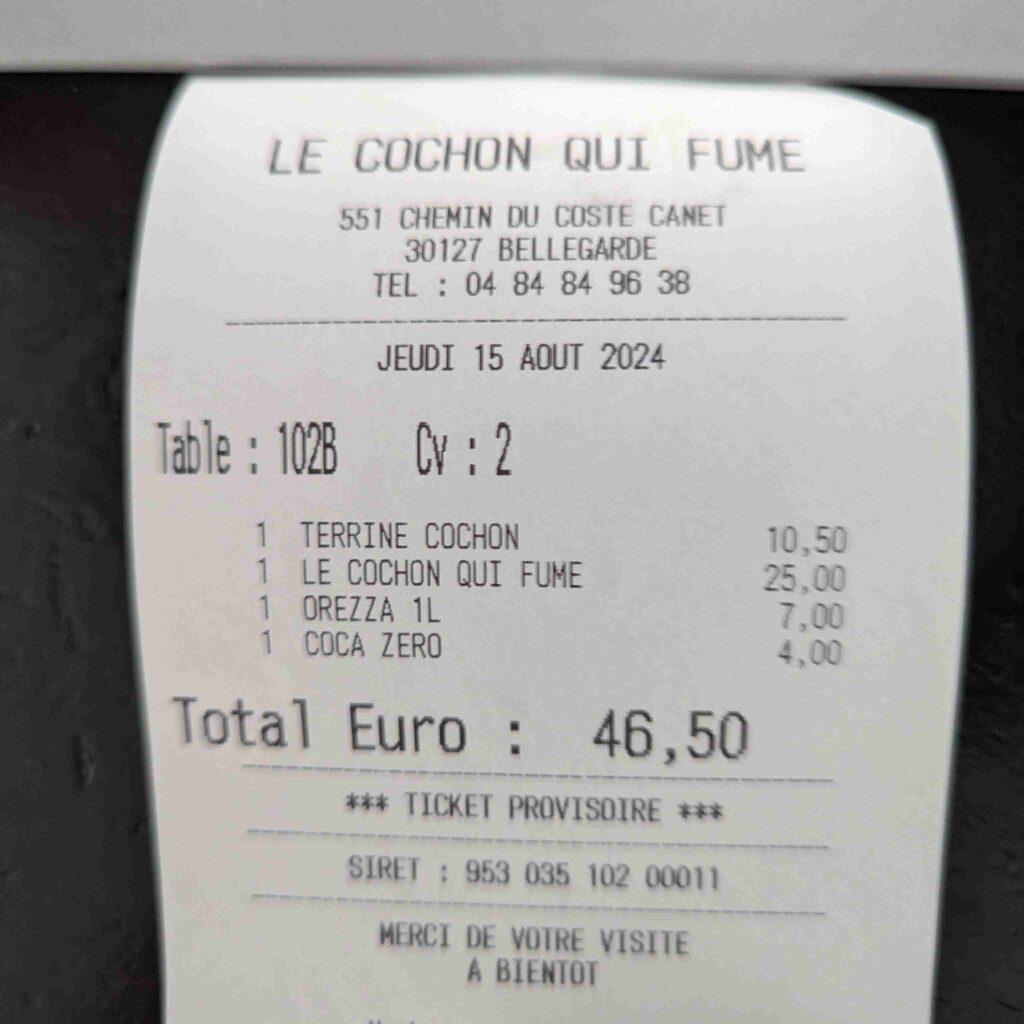 LE COCHON QUI FUME
551 CHEMIN DU COSTE CANET
30127 BELLEGARDE
TEL : 04 84 84 96 38
JEUDI 15 AOUT 2024
Table : 102B Cv : 2
1 TERRINE COCHON 10,50
1 LE COCHON QUI FUME 25,00
1 OREZZA 1L 7,00
1 COCA ZERO 4,00
Total Euro : 46,50
*** TICKET PROVISOIRE ***
SIRET : 953 035 102 00011
MERCI DE VOTRE VISITE
A BIENTOT